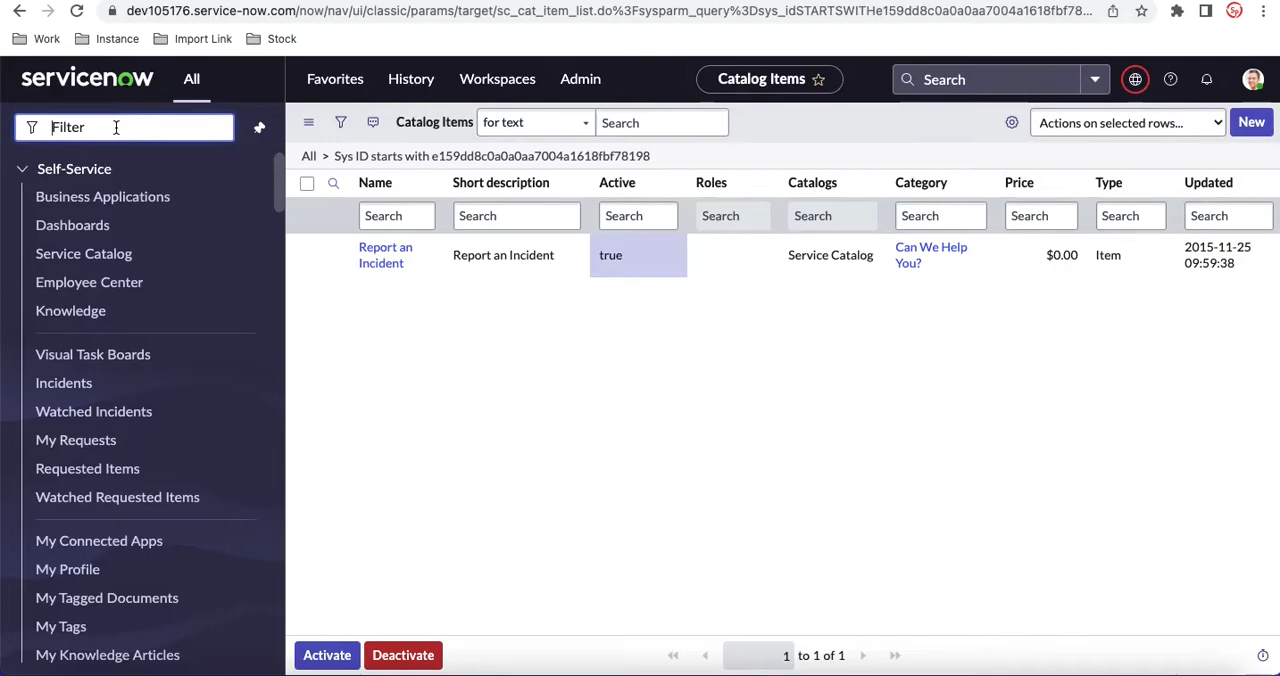 dev105176.service-now.com/now/nav/ui/classic/params/target/sc_cat_item_list.do%3Fsysparm_query%3Dsys_idSTARTSWITHe159dd8c0a0a0aa7004a1618fbf78...
Work Instance Import Link Stock
servicenow All Favorites History Workspaces Admin Catalog Items Search
Filter
Catalog Items for text Search Actions on selected rows... New
All > Sys ID starts with e159dd8c0a0a0aa7004a1618fbf78198
Name Short description Active Roles Catalogs Category Price Type Updated
Search Search Search Search Search Search Search Search Search
Report an Incident Report an Incident true Service Catalog Can We Help You? $0.00 Item 2015-11-25 09:59:38
Self-Service
Business Applications
Dashboards
Service Catalog
Employee Center
Knowledge
Visual Task Boards
Incidents
Watched Incidents
My Requests
Requested Items
Watched Requested Items
My Connected Apps
My Profile
My Tagged Documents
My Tags
My Knowledge Articles
Activate Deactivate 1 to 1 of 1